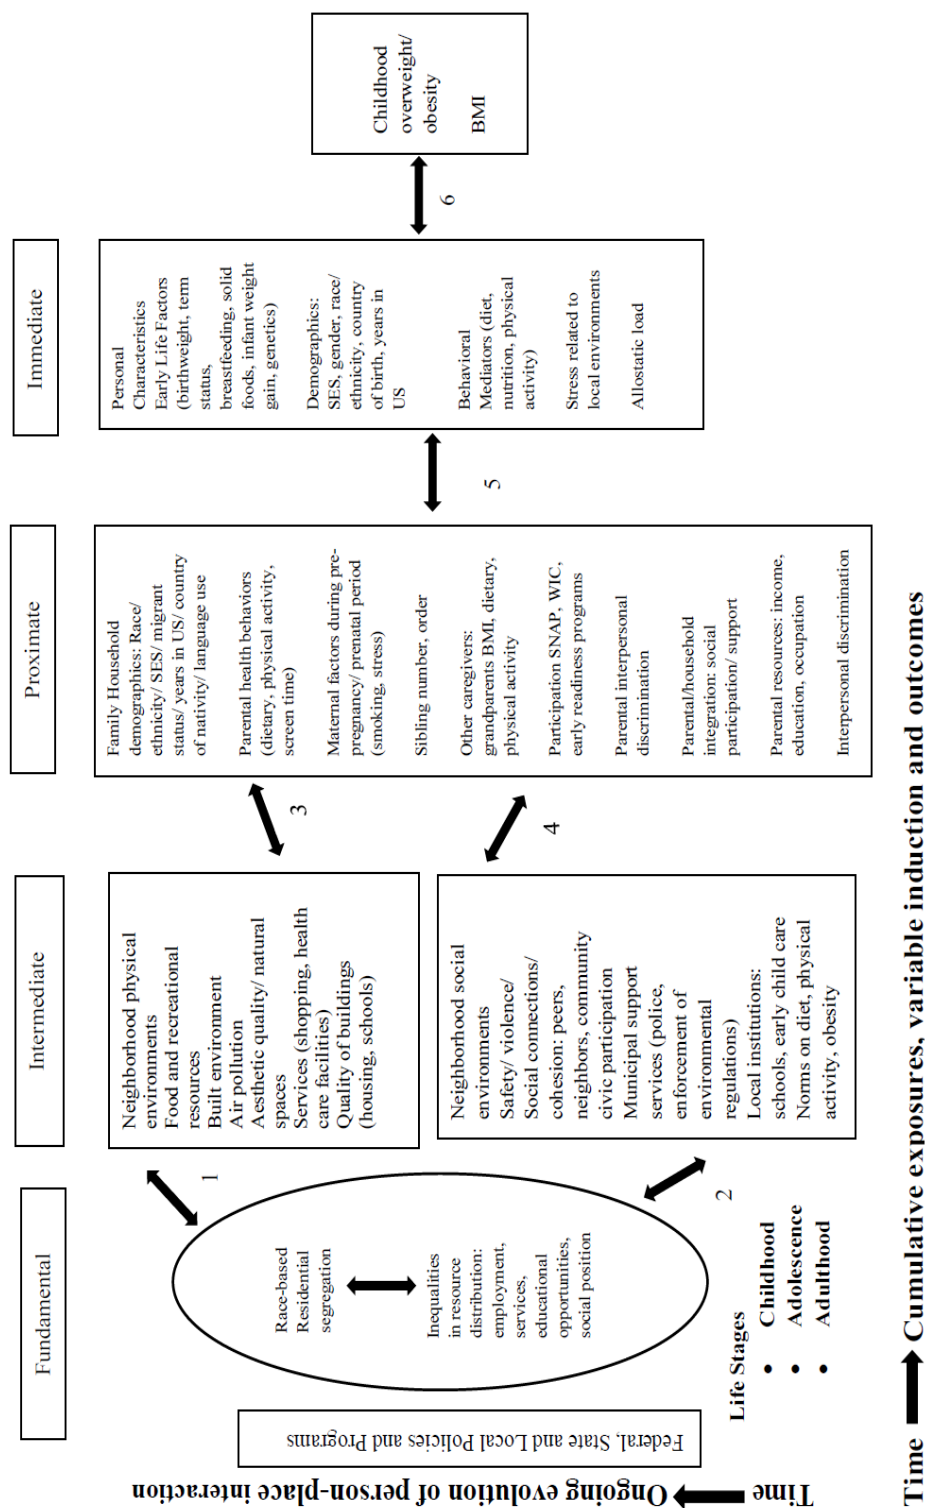 Fundamental
Intermediate
Proximate
Immediate
Time
Ongoing evolution of person-place interaction
Federal, State and Local Policies and Programs
Race-based
Residential
segregation
Inequalities
in resource
distribution:
employment,
services,
educational
opportunities,
social position
Life Stages
• Childhood
• Adolescence
• Adulthood
1
2
Neighborhood physical
environments
Food and recreational
resources
Built environment
Air pollution
Aesthetic quality/ natural
spaces
Services (shopping, health
care facilities)
Quality of buildings
(housing, schools)
Neighborhood social
environments
Safety/ violence/
Social connections/
cohesion: peers,
neighbors, community
civic participation
Municipal support
services (police,
enforcement of
environmental
regulations)
Local institutions:
schools, early child care
Norms on diet, physical
activity, obesity
3
4
Family Household
demographics: Race/
ethnicity/ SES/ migrant
status/ years in US/ country
of nativity/ language use
Parental health behaviors
(dietary, physical activity,
screen time)
Maternal factors during pre-
pregnancy/ prenatal period
(smoking, stress)
Sibling number, order
Other caregivers:
grandparents BMI, dietary,
physical activity
Participation SNAP, WIC,
early readiness programs
Parental interpersonal
discrimination
Parental/household
integration: social
participation/ support
Parental resources: income,
education, occupation
Interpersonal discrimination
5
Personal
Characteristics
Early Life Factors
(birthweight, term
status,
breastfeeding, solid
foods, infant weight
gain, genetics)
Demographics:
SES, gender, race/
ethnicity, country
of birth, years in
US
Behavioral
Mediators (diet,
nutrition, physical
activity)
Stress related to
local environments
Allostatic load
6
Childhood
overweight/
obesity
BMI
Time
Cumulative exposures, variable induction and outcomes